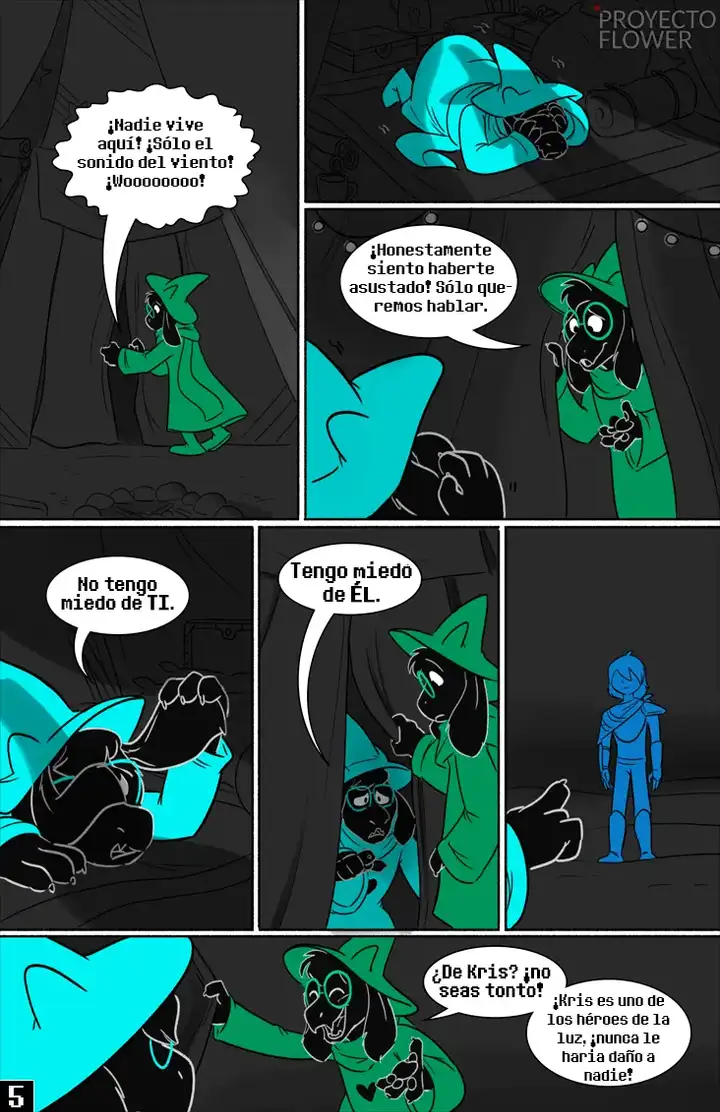 PROYECTO
FLOWER
¡Nadie vive
aquí! ¡Sólo el
sonido del viento!
¡Woooooooo!
¡Honestamente
siento haberte
asustado! Sólo que-
remos hablar.
No tengo
miedo de TI.
Tengo miedo
de ÉL.
¿De Kris? ¡no
seas tonto!
¡Kris es uno de
los héroes de la
luz, ¡nunca le
haria daño a
nadie!
5